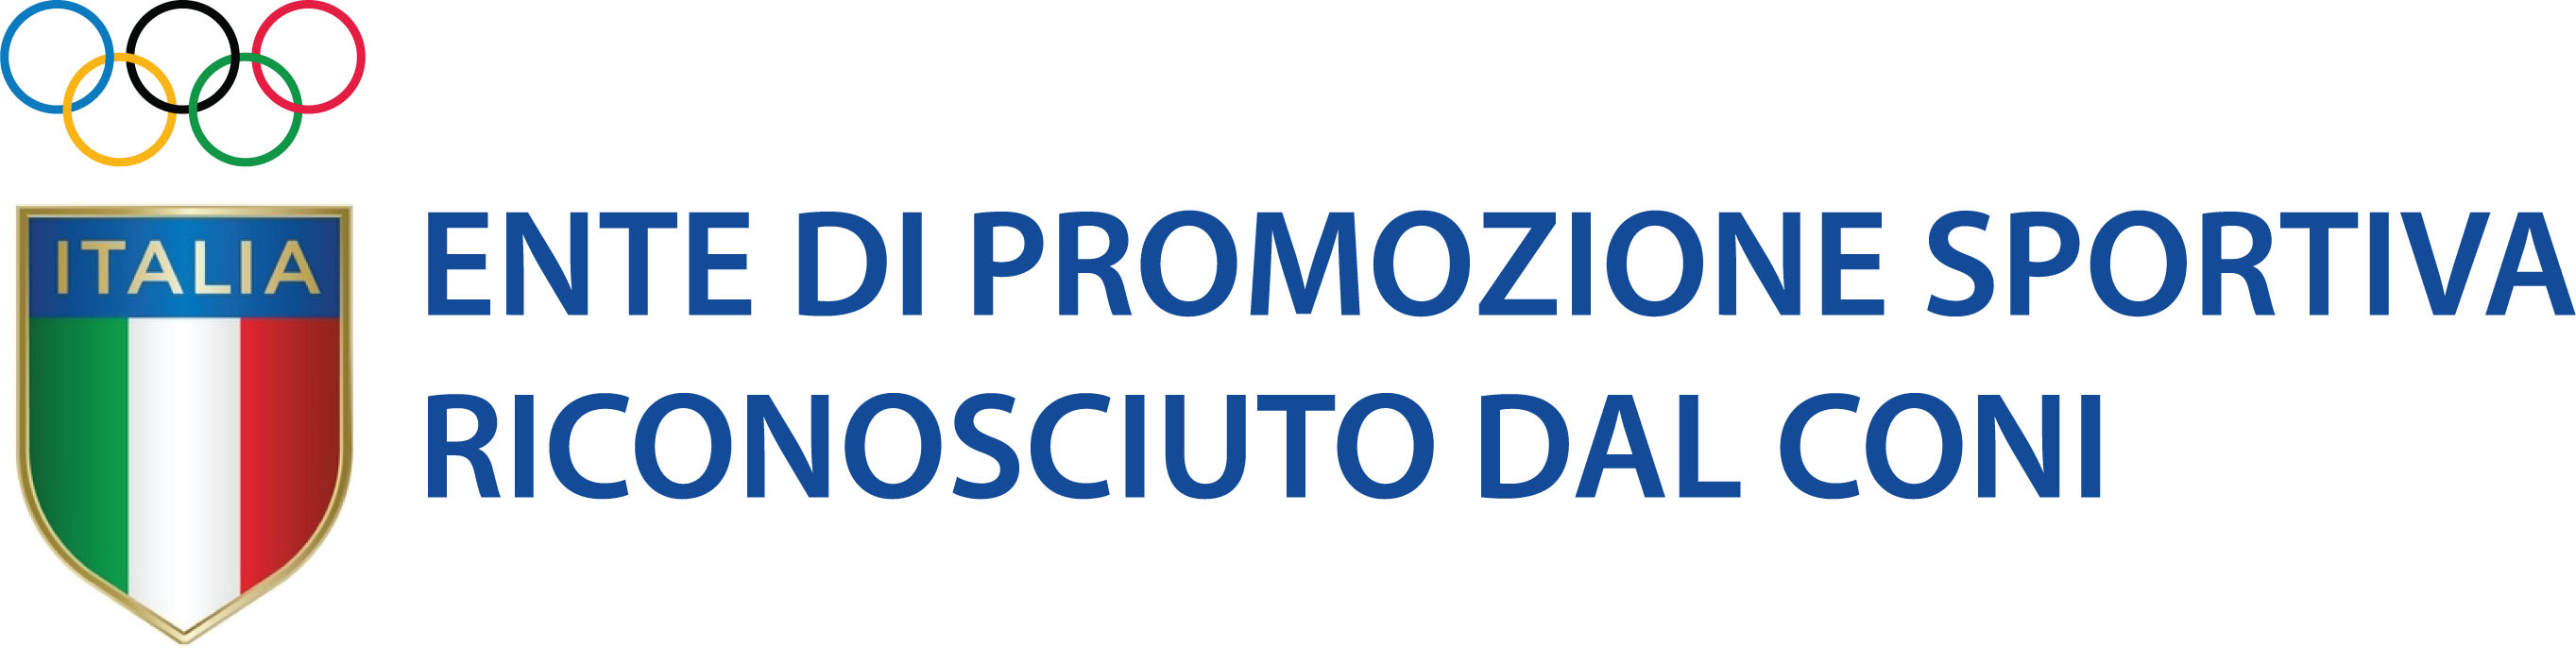 ITALIA
ENTE DI PROMOZIONE SPORTIVA
RICONOSCIUTO DAL CONI